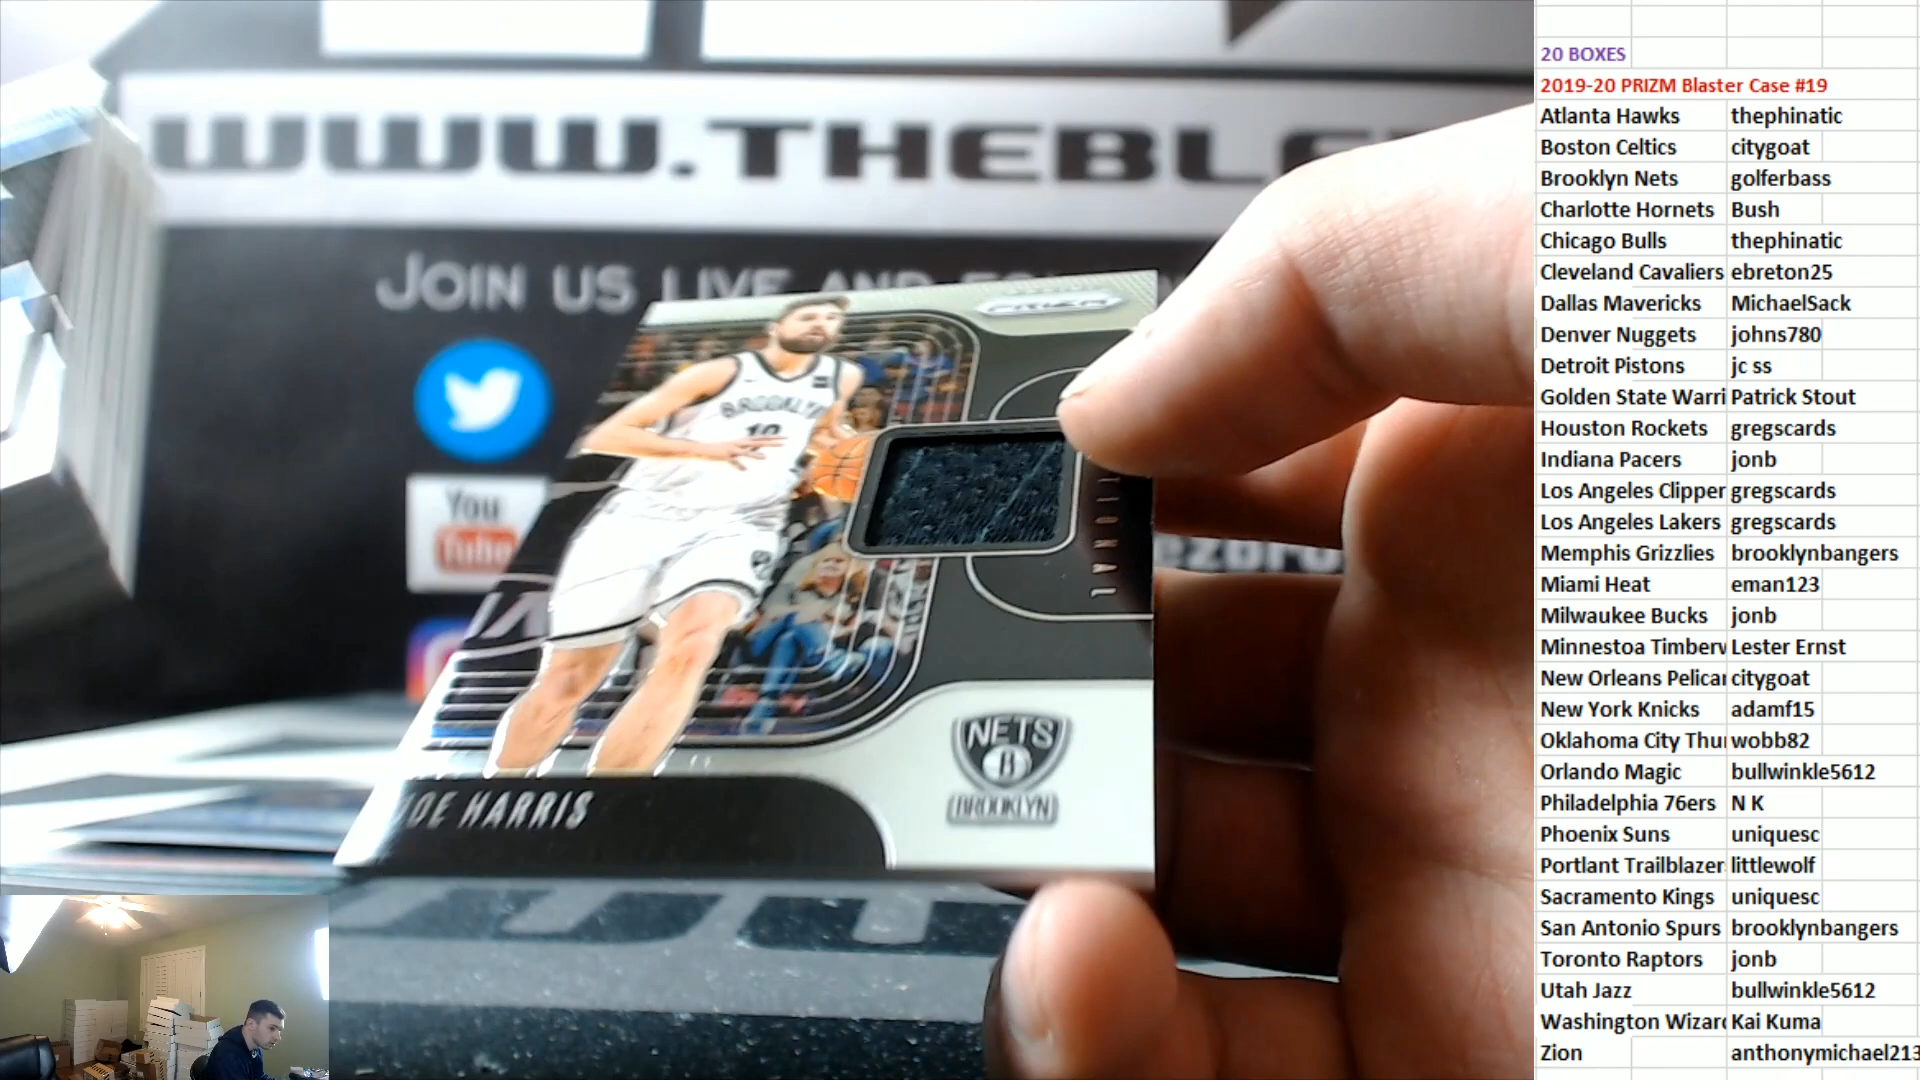 WWW.THEBLE
JOIN US LIVE AND
You
Tube
PRIZM
BROOKLYN
NETS
B
BROOKLYN
JOE HARRIS
20 BOXES
2019-20 PRIZM Blaster Case #19
Atlanta Hawks thephinatic
Boston Celtics citygoat
Brooklyn Nets golferbass
Charlotte Hornets Bush
Chicago Bulls thephinatic
Cleveland Cavaliers ebreton25
Dallas Mavericks MichaelSack
Denver Nuggets johns780
Detroit Pistons jc ss
Golden State Warri Patrick Stout
Houston Rockets gregscards
Indiana Pacers jonb
Los Angeles Clipper gregscards
Los Angeles Lakers gregscards
Memphis Grizzlies brooklynbangers
Miami Heat eman123
Milwaukee Bucks jonb
Minnestoa Timberv Lester Ernst
New Orleans Pelicar citygoat
New York Knicks adamf15
Oklahoma City Thui wobb82
Orlando Magic bullwinkle5612
Philadelphia 76ers N K
Phoenix Suns uniquesc
Portlant Trailblazer littlewolf
Sacramento Kings uniquesc
San Antonio Spurs brooklynbangers
Toronto Raptors jonb
Utah Jazz bullwinkle5612
Washington Wizard Kai Kuma
Zion anthonymichael213